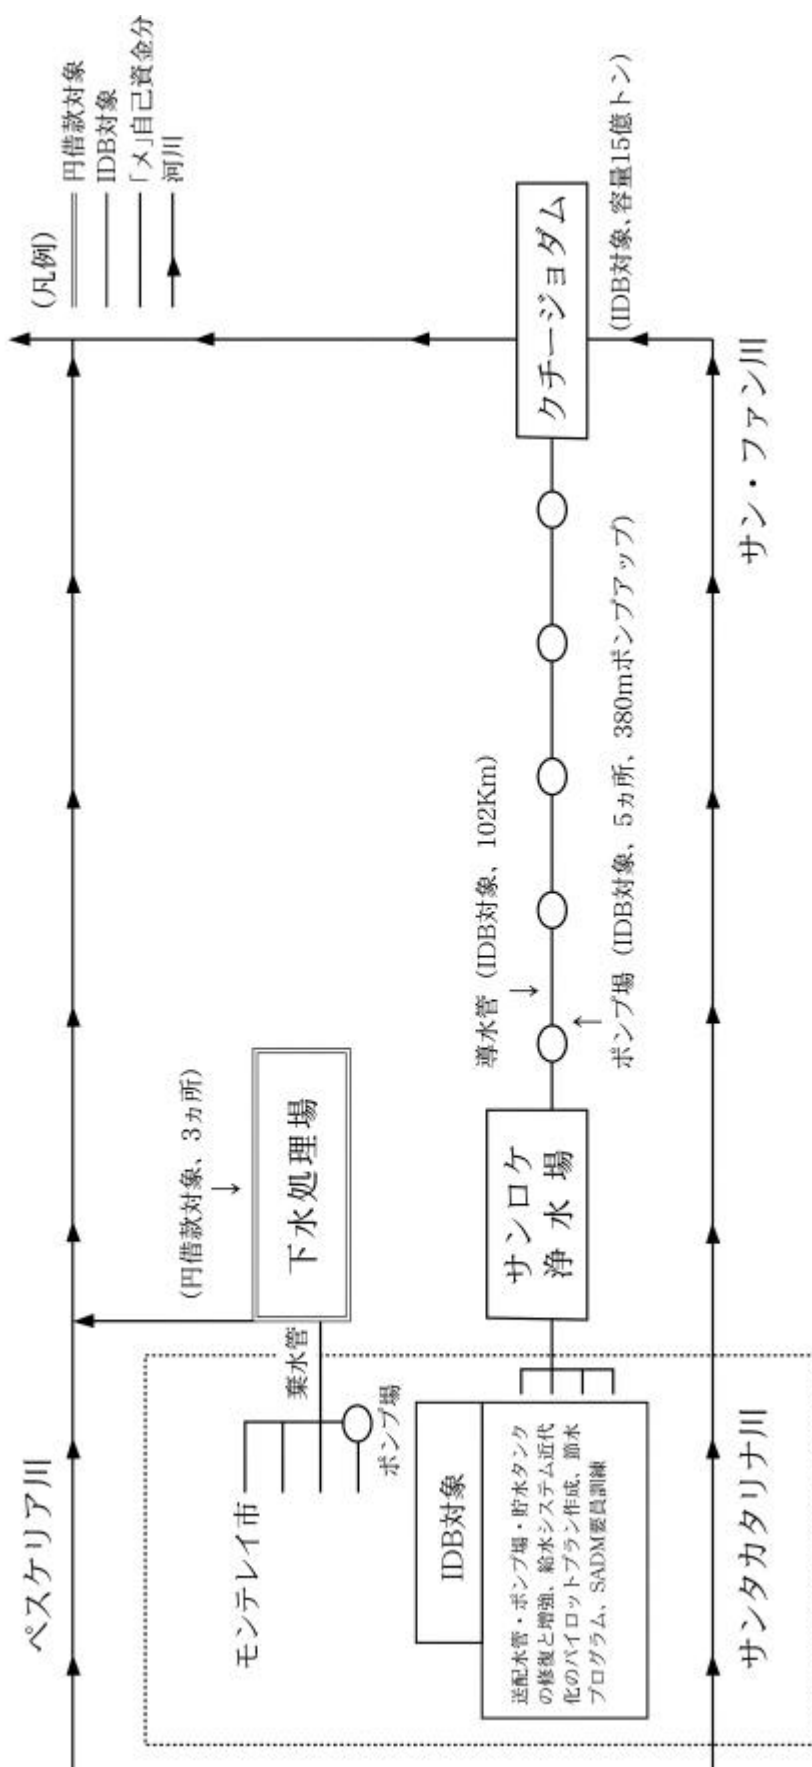 ペスケリア川
(凡例)
円借款対象
IDB対象
「メ」自己資金分
河川
(円借款対象、3ヵ所)
下水処理場
棄水管
モンテレイ市
ポンプ場
導水管 (IDB対象、102Km)
IDB対象
送配水管・ポンプ場・貯水タンク
の修復と増強、給水システム近代
化のパイロットプラン作成、節水
プログラム、SADM要員訓練
サンロケ
浄水場
クチージョダム
(IDB対象、容量15億トン)
ポンプ場 (IDB対象、5ヵ所、380mポンプアップ)
サンタカタリナ川
サン・ファン川